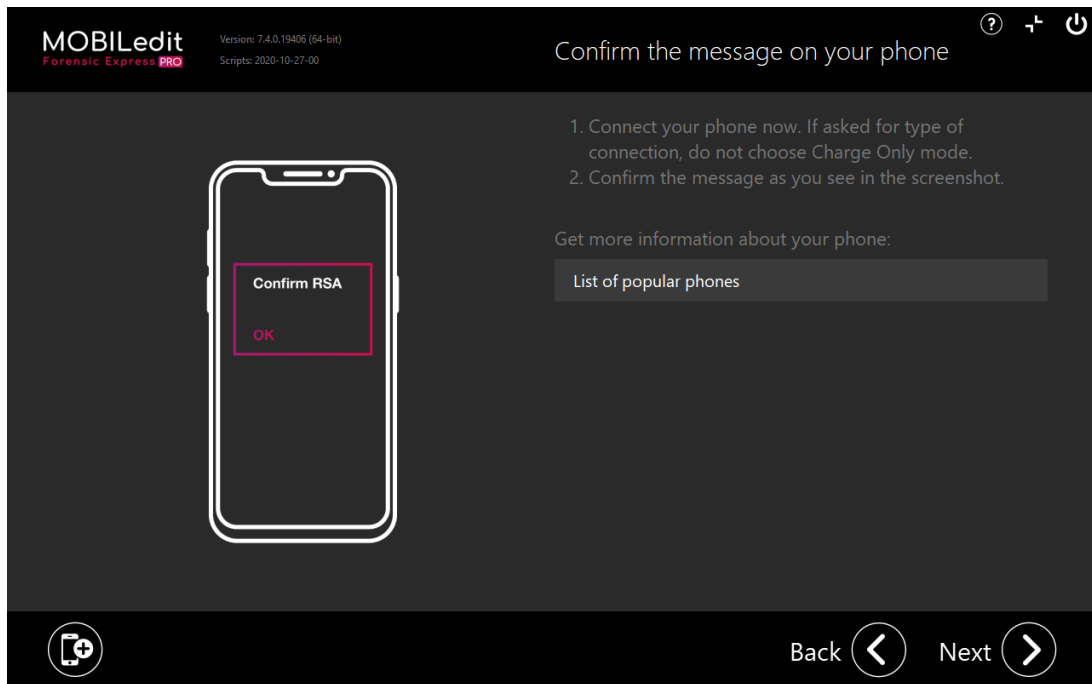 MOBILedit
Forensic Express PRO
Version: 7.4.0.19406 (64-bit)
Scripts: 2020-10-27-00
Confirm the message on your phone
?
1. Connect your phone now. If asked for type of
connection, do not choose Charge Only mode.
2. Confirm the message as you see in the screenshot.
Get more information about your phone:
List of popular phones
Confirm RSA
OK
Back
Next